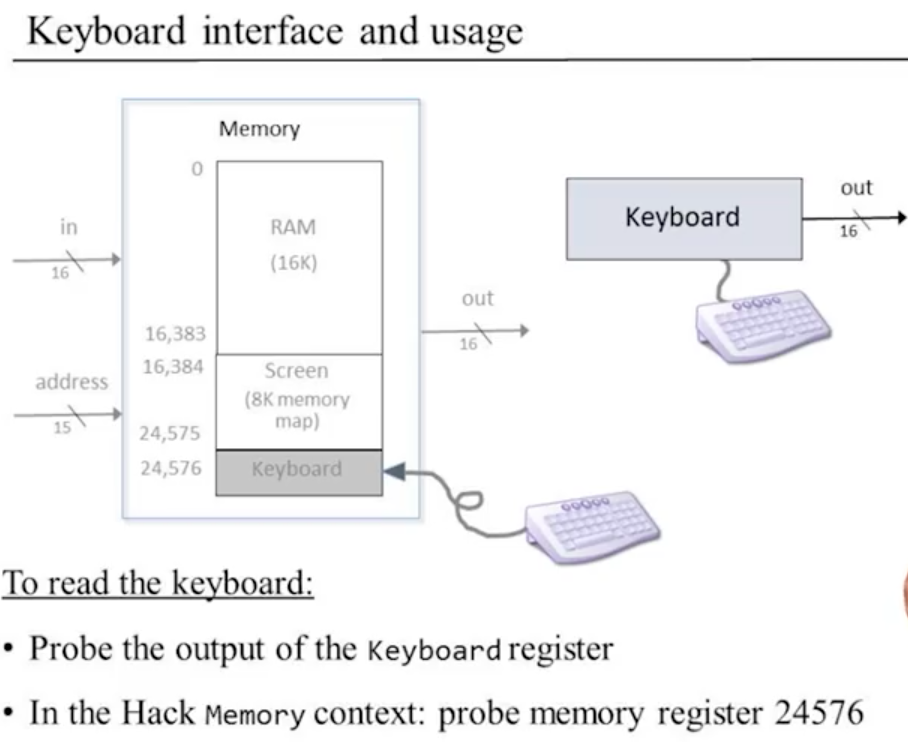 Keyboard interface and usage
Memory
0
RAM
(16K)
in
16
16,383
16,384
Screen
(8K memory
map)
address
15
24,575
24,576
Keyboard
out
16
Keyboard
out
16
To read the keyboard:
• Probe the output of the Keyboard register
• In the Hack Memory context: probe memory register 24576